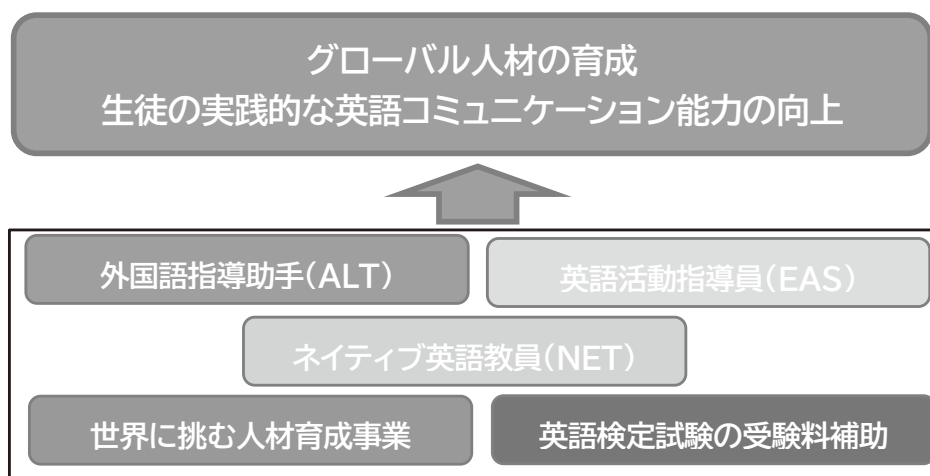 グローバル人材の育成
生徒の実践的な英語コミュニケーション能力の向上
外国語指導助手(ALT)
英語活動指導員(EAS)
ネイティブ英語教員(NET)
世界に挑む人材育成事業
英語検定試験の受験料補助